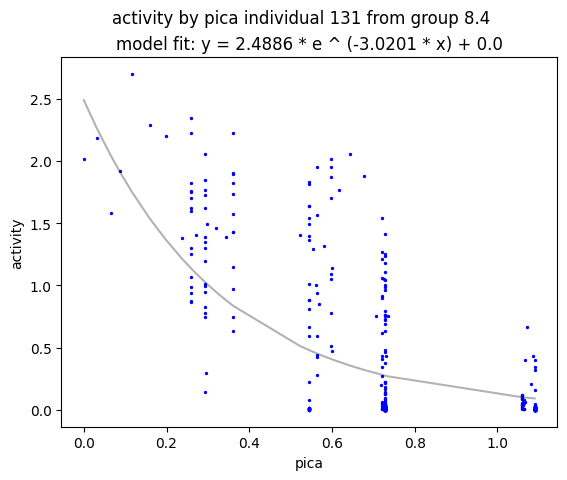 activity by pica individual 131 from group 8.4
model fit: y = 2.4886 * e ^ (-3.0201 * x) + 0.0
2.5
2.0
1.5
1.0
0.5
0.0
activity
0.0 0.2 0.4 0.6 0.8 1.0
pica